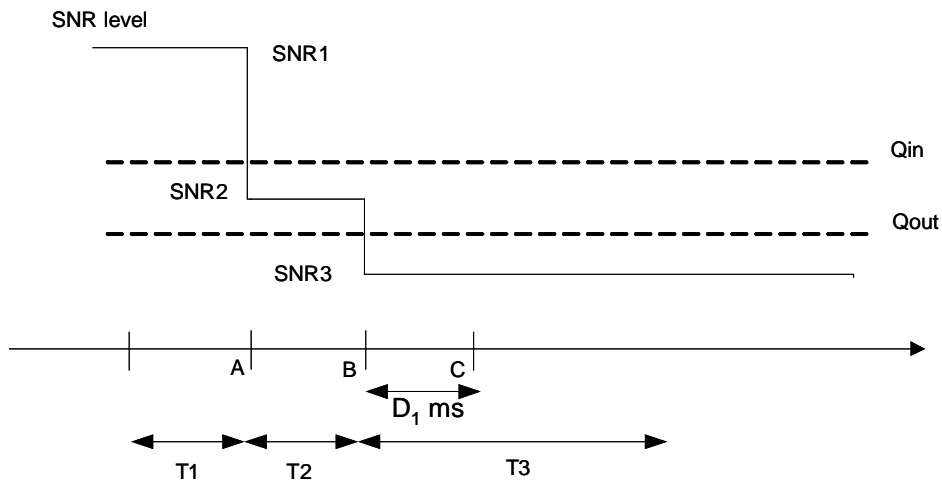 SNR level
SNR1
Qin
SNR2
Qout
SNR3
A
B
C
D₁ ms
T1
T2
T3